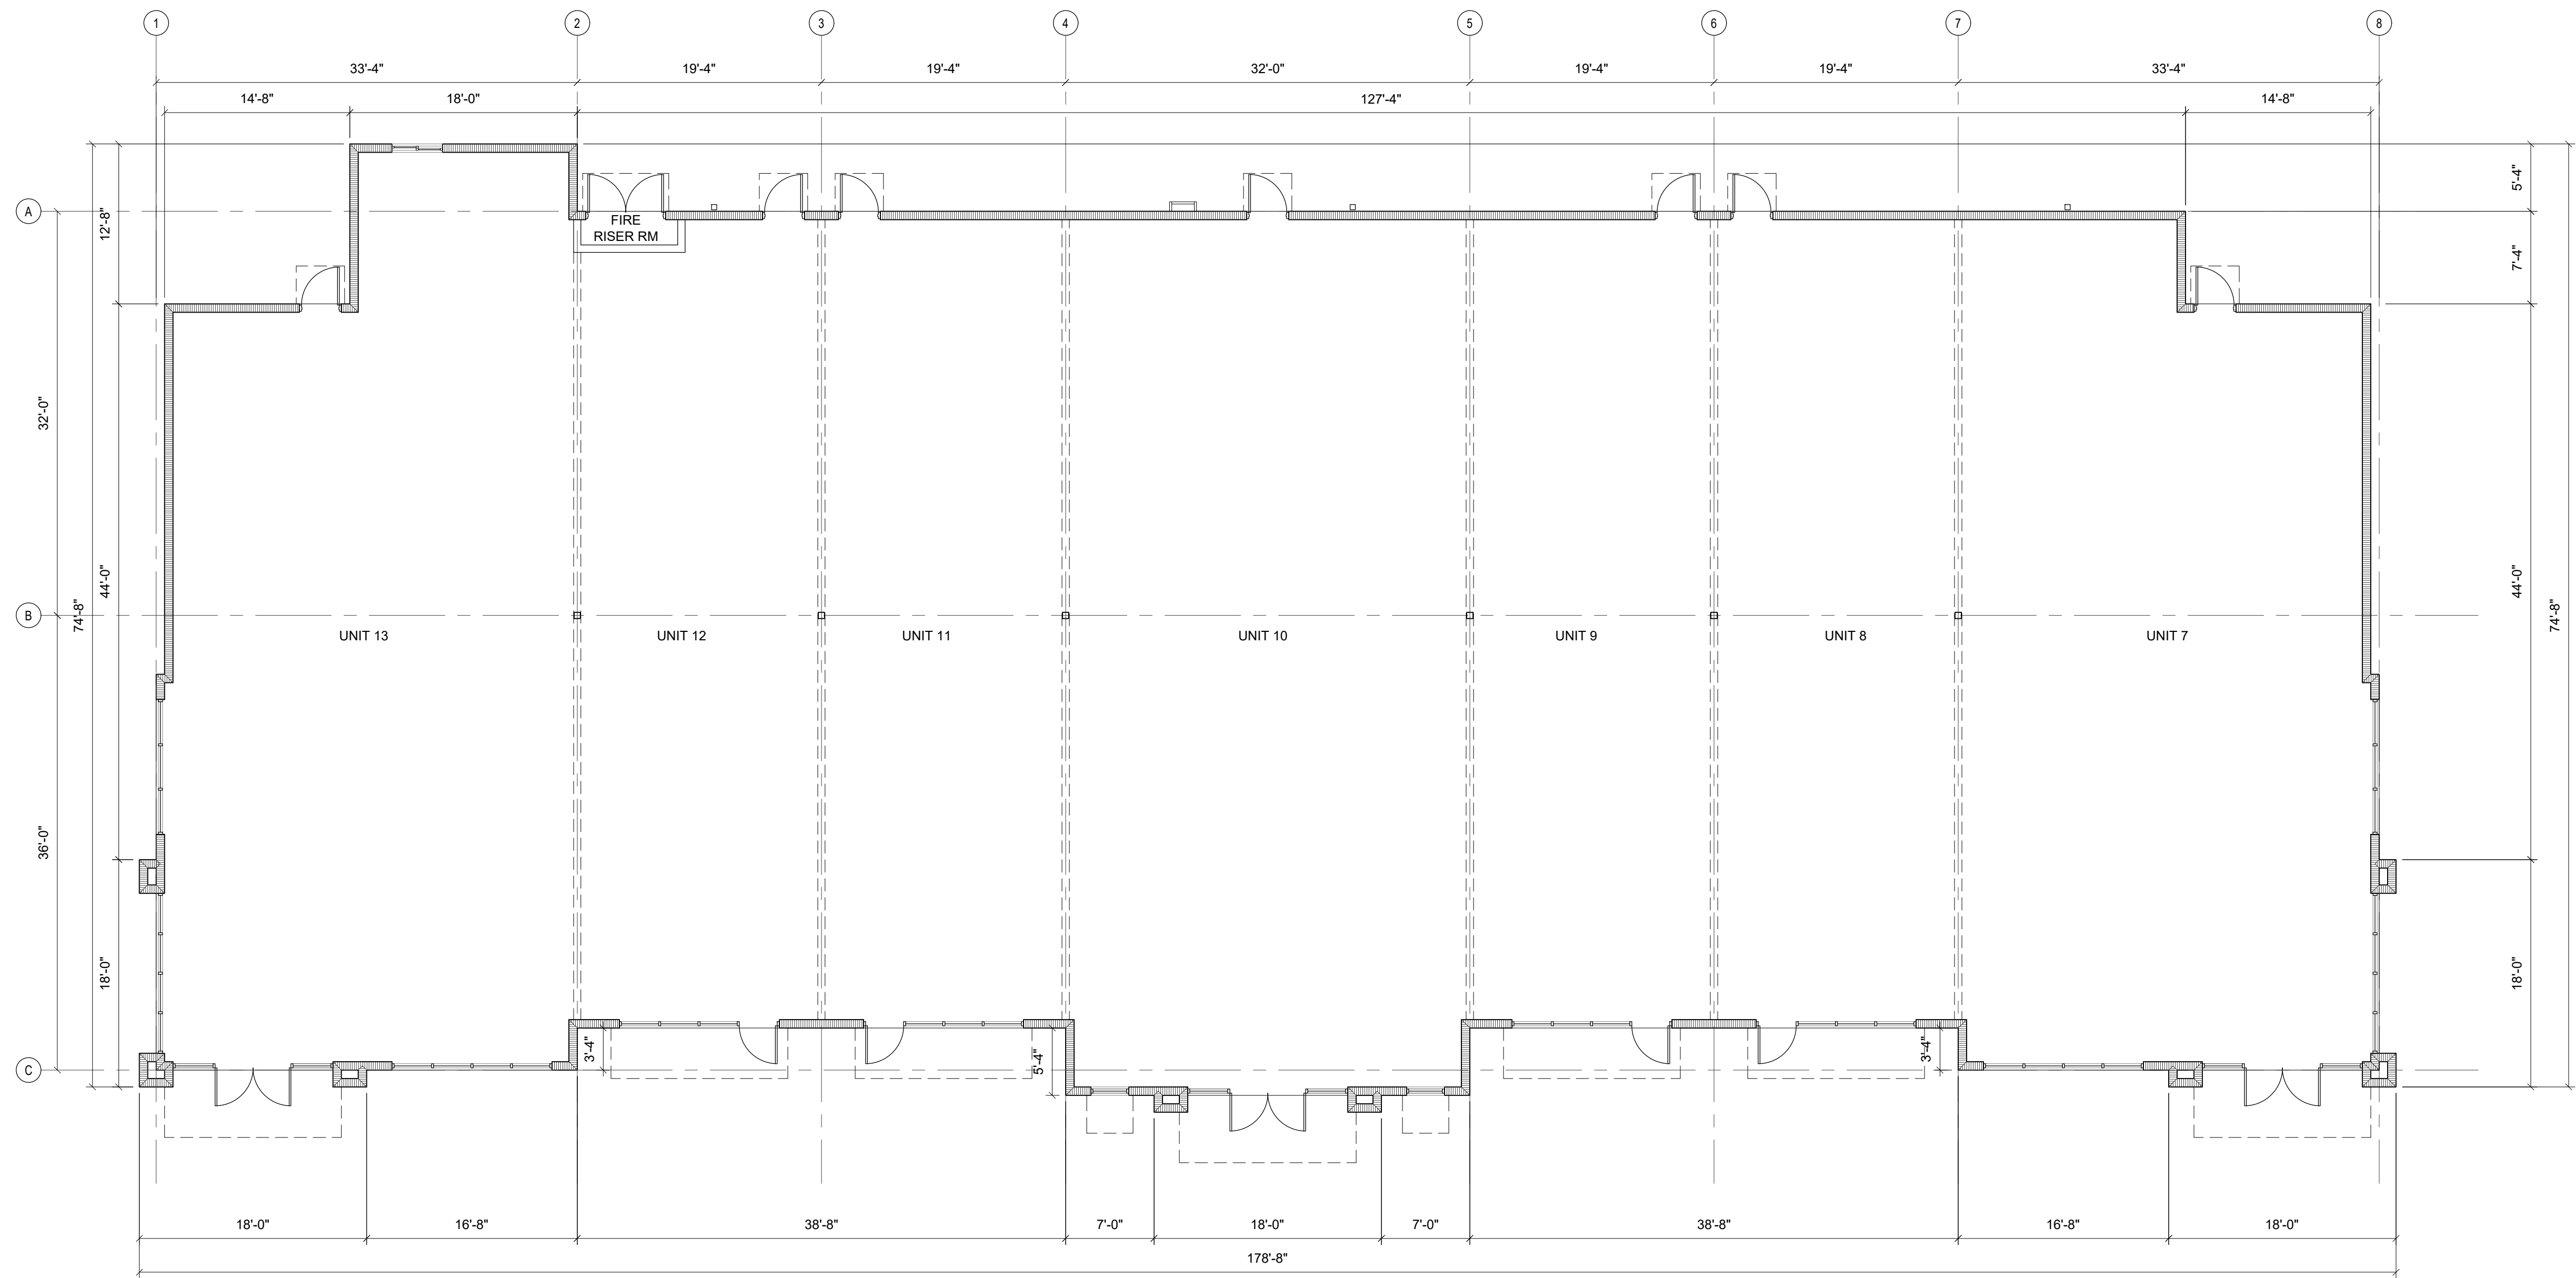 1 2 3 4 5 6 7 8
33'-4" 19'-4" 19'-4" 32'-0" 19'-4" 19'-4" 33'-4"
14'-8" 18'-0" 127'-4" 14'-8"
5'-4"
A
12'-8"
FIRE
RISER RM
7'-4"
32'-0"
44'-0"
74'-8"
44'-0"
74'-8"
B
UNIT 13 UNIT 12 UNIT 11 UNIT 10 UNIT 9 UNIT 8 UNIT 7
36'-0"
18'-0"
18'-0"
3'-4"
5'-4"
3'-4"
C
18'-0" 16'-8" 38'-8" 7'-0" 18'-0" 7'-0" 38'-8" 16'-8" 18'-0"
178'-8"